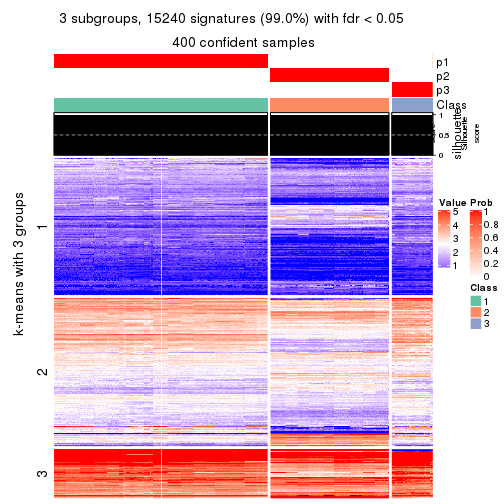 3 subgroups, 15240 signatures (99.0%) with fdr < 0.05
400 confident samples
p1
p2
p3
Class
silhouette
Silhouette
score
1
0.5
0
k-means with 3 groups
1
2
3
Value
5
4
3
2
1
Prob
1
0.8
0.6
0.4
0.2
0
Class
1
2
3